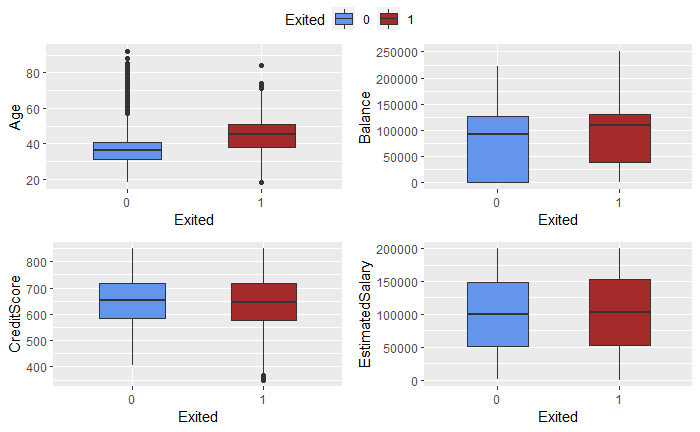 Exited 0 1
Age
80
60
40
20
0 1
Exited
Balance
250000
200000
150000
100000
50000
0
0 1
Exited
CreditScore
800
700
600
500
400
0 1
Exited
EstimatedSalary
200000
150000
100000
50000
0
0 1
Exited